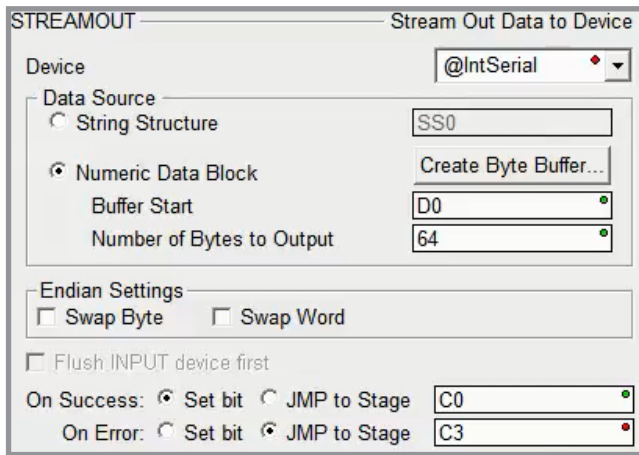 STREAMOUT Stream Out Data to Device
Device @IntSerial
Data Source
String Structure SS0
Numeric Data Block Create Byte Buffer...
Buffer Start D0
Number of Bytes to Output 64
Endian Settings
Swap Byte Swap Word
Flush INPUT device first
On Success: Set bit JMP to Stage C0
On Error: Set bit JMP to Stage C3